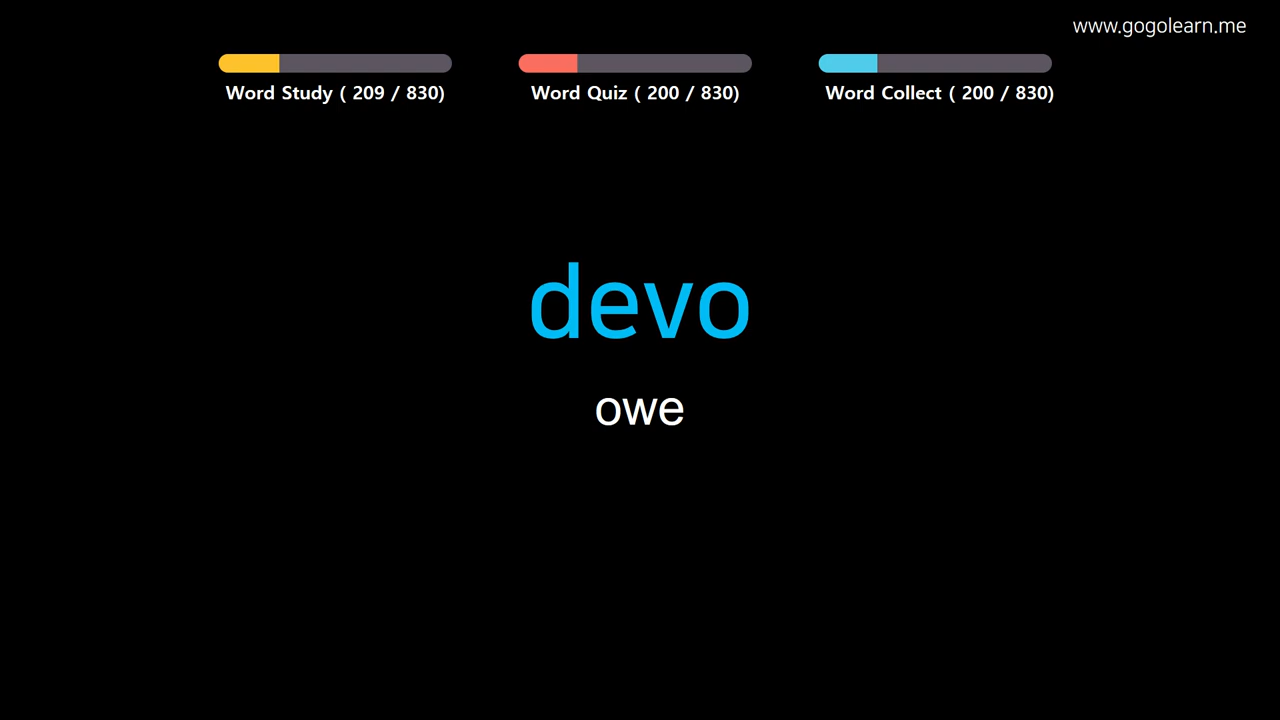 www.gogolearn.me
Word Study ( 209 / 830)
Word Quiz ( 200 / 830)
Word Collect ( 200 / 830)
devo
owe